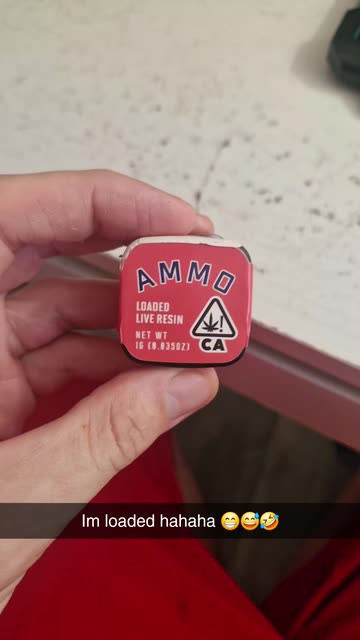 AMMO
LOADED
LIVE RESIN
NET WT
1G (0.035OZ)
CA
Im loaded hahaha 😁😅🤣